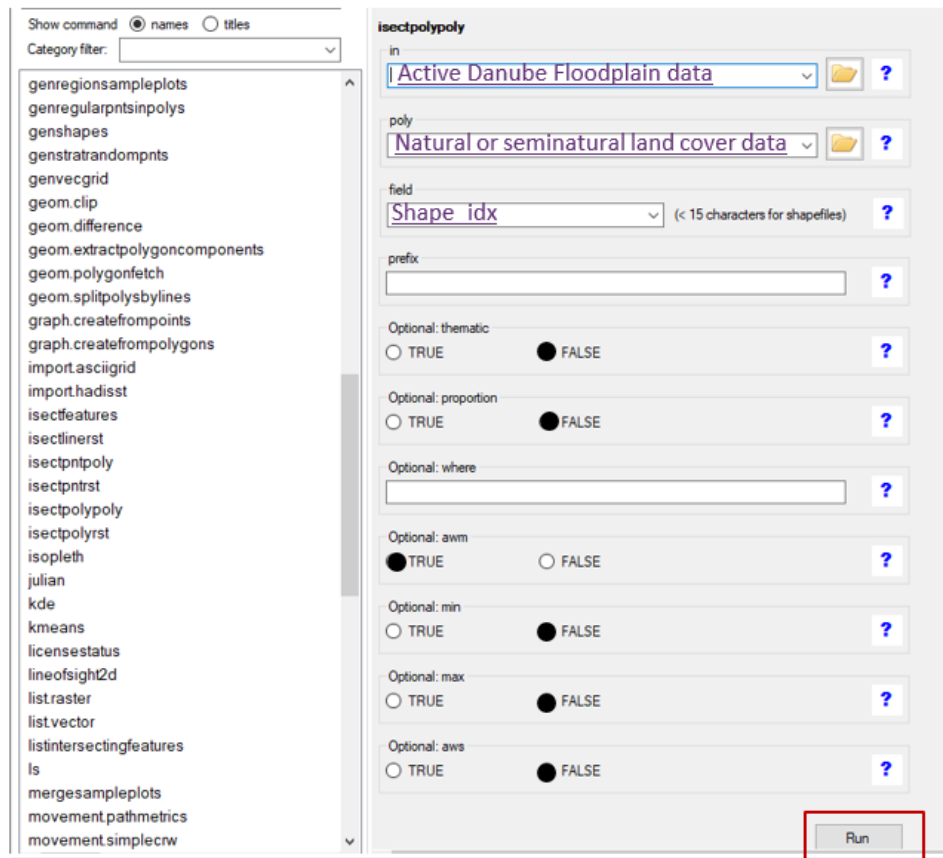 Show command names titles
Category filter:
genregionsampleplots
genregularpntsinpolys
genshapes
genstratrandompnts
genvecgrid
geom.clip
geom.difference
geom.extractpolygoncomponents
geom.polygonfetch
geom.splitpolysbylines
graph.createfrompoints
graph.createfrompolygons
import.asciigrid
import.hadisst
isectfeatures
isectlinerst
isectpntpoly
isectpntrst
isectpolypoly
isectpolyrst
isopleth
julian
kde
kmeans
licensestatus
lineofsight2d
list.raster
list.vector
listintersectingfeatures
ls
mergesampleplots
movement.pathmetrics
movement.simplecrw
isectpolypoly
in
Active Danube Floodplain data ?
poly
Natural or seminatural land cover data ?
field
Shape_idx (< 15 characters for shapefiles) ?
prefix
?
Optional: thematic
TRUE FALSE ?
Optional: proportion
TRUE FALSE ?
Optional: where
?
Optional: awm
TRUE FALSE ?
Optional: min
TRUE FALSE ?
Optional: max
TRUE FALSE ?
Optional: aws
TRUE FALSE ?
Run